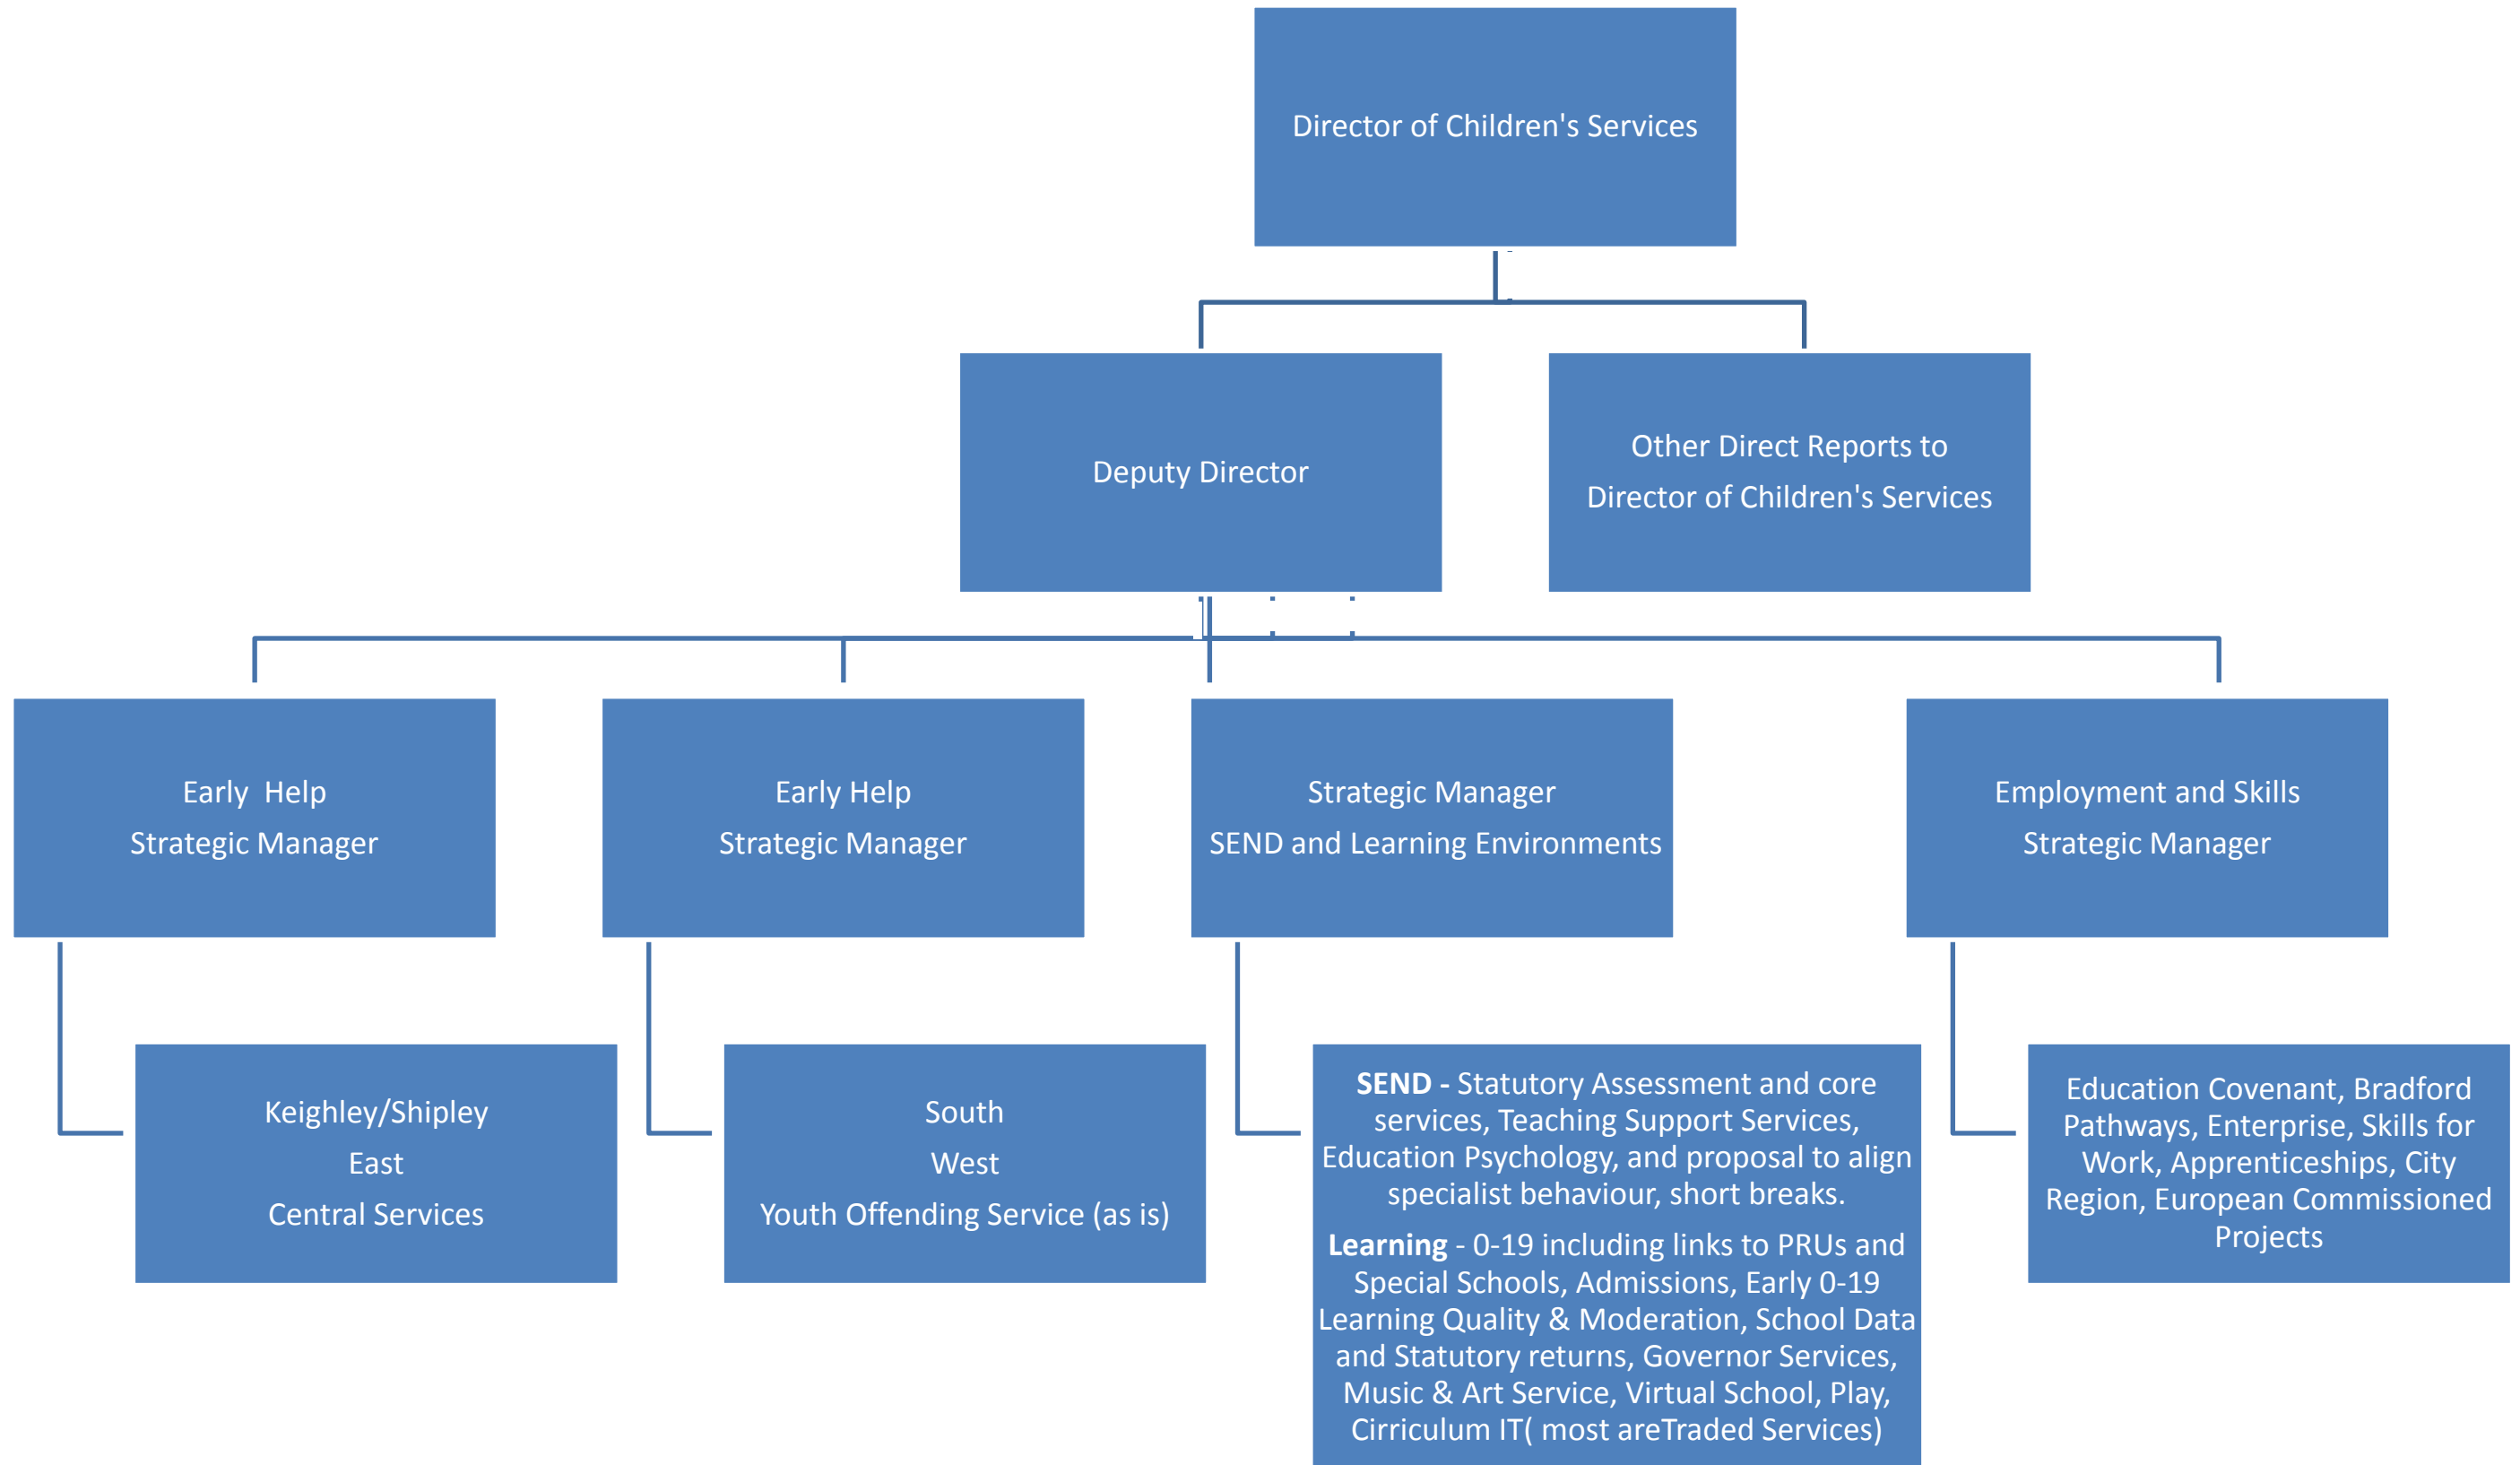 Director of Children's Services
Deputy Director
Other Direct Reports to
Director of Children's Services
Early  Help
Strategic Manager
Early Help
Strategic Manager
Strategic Manager
SEND and Learning Environments
Employment and Skills
Strategic Manager
Keighley/Shipley
East
Central Services
South
West
Youth Offending Service (as is)
SEND - Statutory Assessment and core
services, Teaching Support Services,
Education Psychology, and proposal to align
specialist behaviour, short breaks.
Learning - 0-19 including links to PRUs and
Special Schools, Admissions, Early 0-19
Learning Quality & Moderation, School Data
and Statutory returns, Governor Services,
Music & Art Service, Virtual School, Play,
Cirriculum IT( most areTraded Services)
Education Covenant, Bradford
Pathways, Enterprise, Skills for
Work, Apprenticeships, City
Region, European Commissioned
Projects